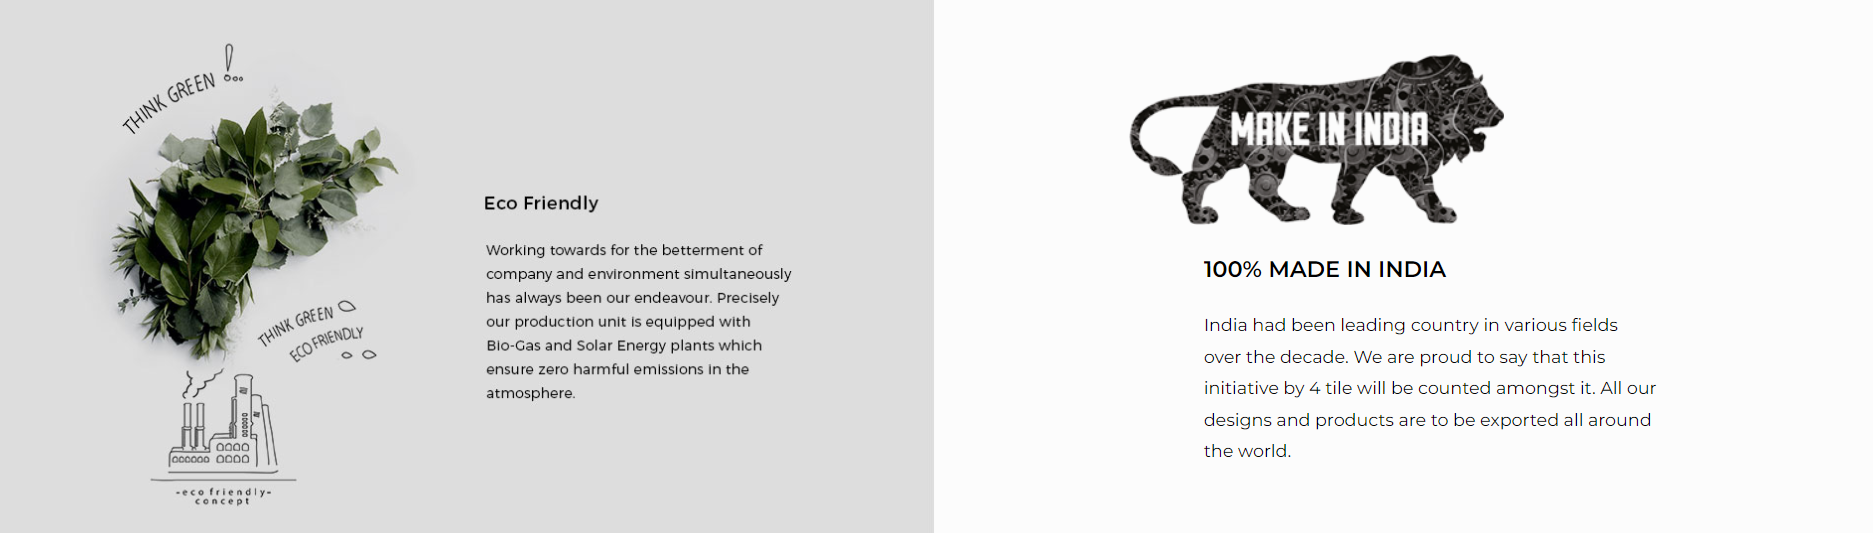 THINK GREEN !...
THINK GREEN
ECO FRIENDLY
-eco friendly-
concept
Eco Friendly
Working towards for the betterment of
company and environment simultaneously
has always been our endeavour. Precisely
our production unit is equipped with
Bio-Gas and Solar Energy plants which
ensure zero harmful emissions in the
atmosphere.
MAKE IN INDIA
100% MADE IN INDIA
India had been leading country in various fields
over the decade. We are proud to say that this
initiative by 4 tile will be counted amongst it. All our
designs and products are to be exported all around
the world.